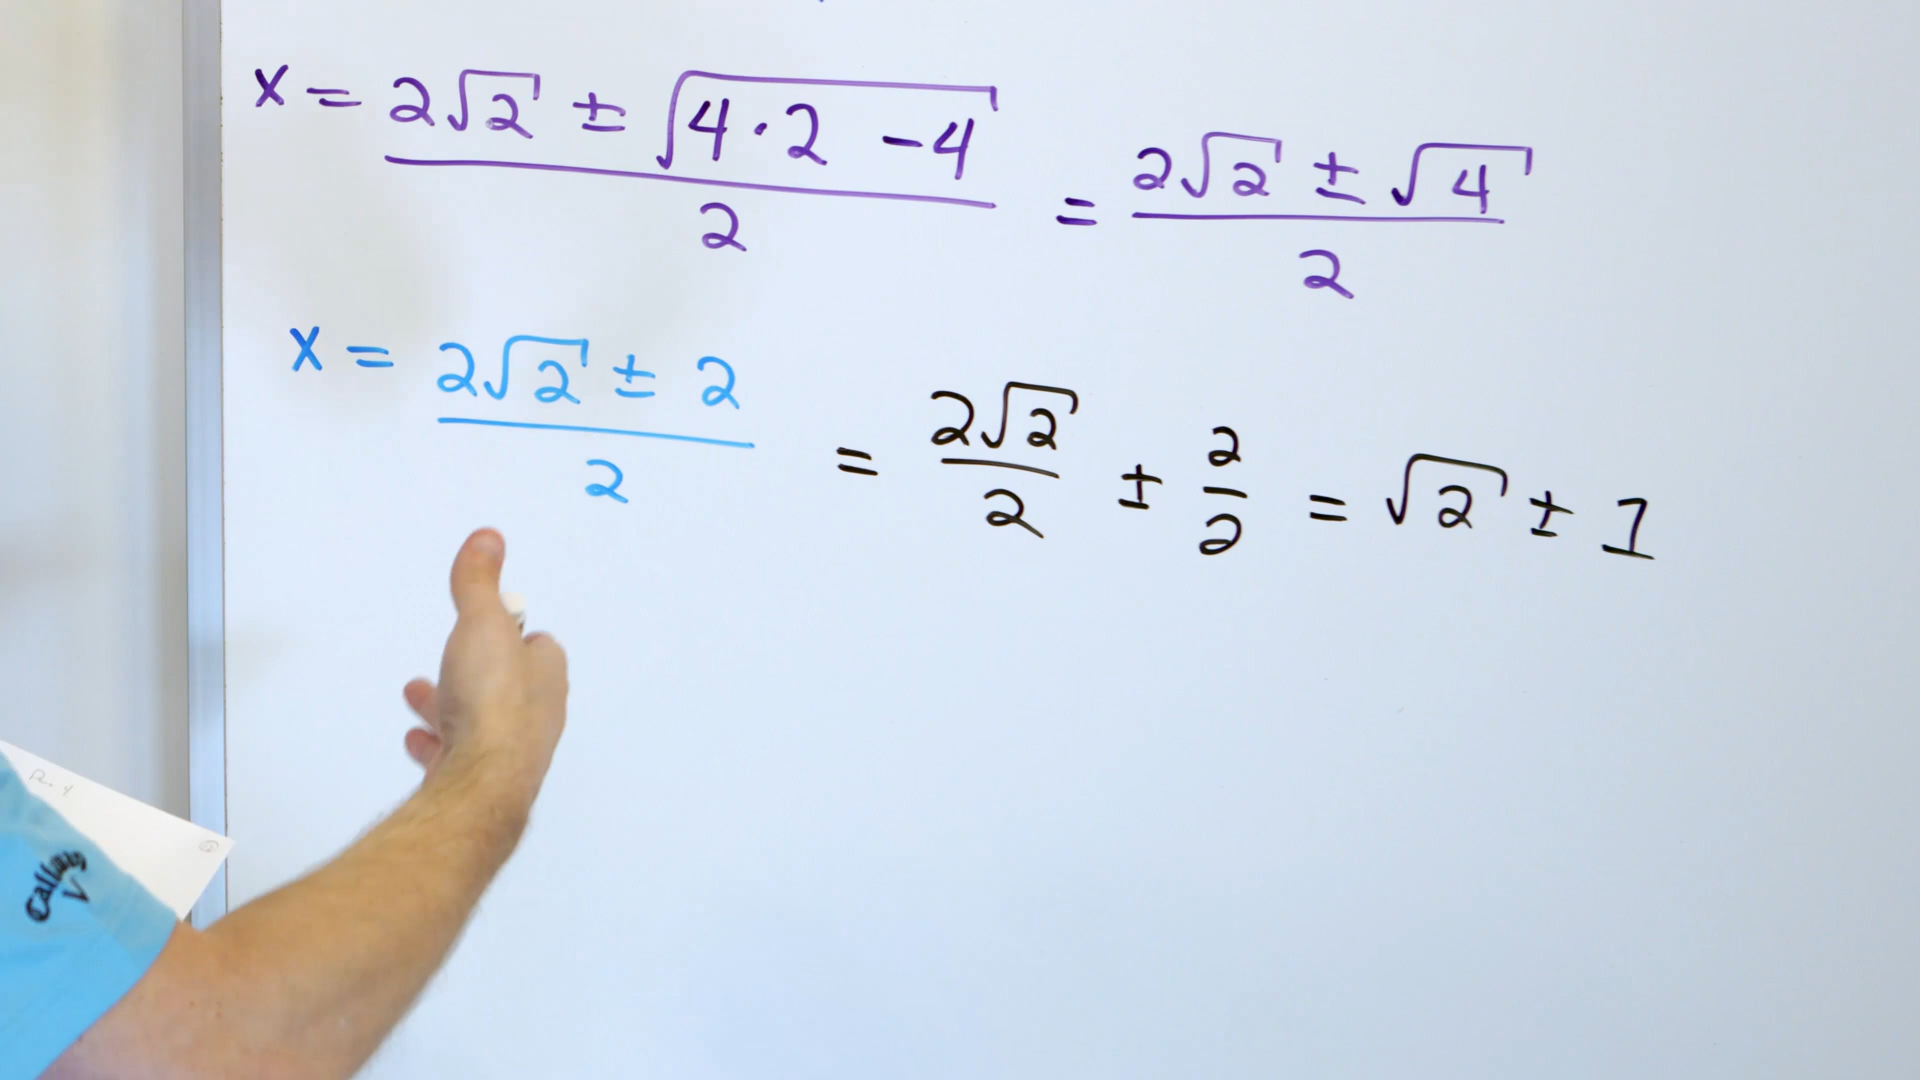 x = (2√2 ± √(4·2 − 4))/2 = (2√2 ± √4)/2
x = (2√2 ± 2)/2 = 2√2/2 ± 2/2 = √2 ± 1